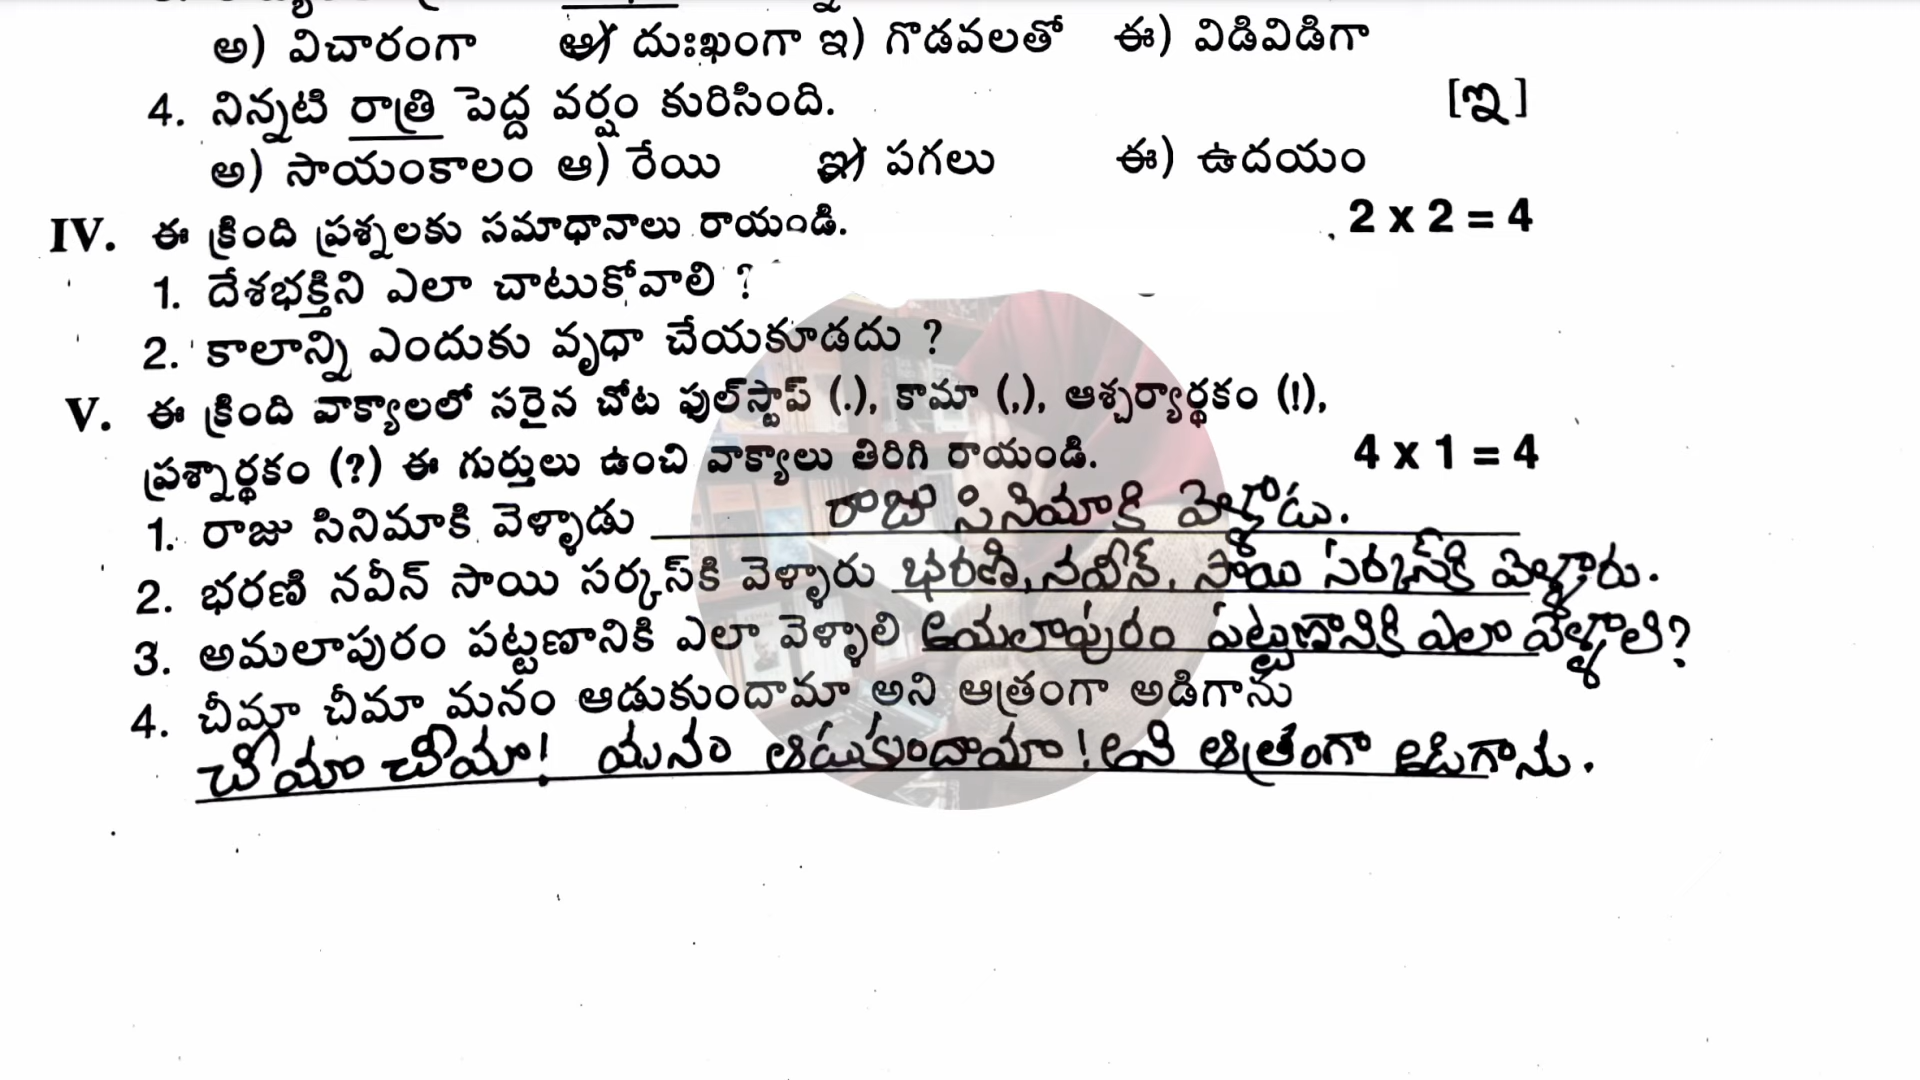 అ) విచారంగా ఆ) దుఃఖంగా ఇ) గొడవలతో ఈ) విడివిడిగా
4. నిన్నటి రాత్రి పెద్ద వర్షం కురిసింది. [ఇ]
అ) సాయంకాలం ఆ) రేయి ఇ) పగలు ఈ) ఉదయం
IV. ఈ క్రింది ప్రశ్నలకు సమాధానాలు రాయండి. 2 x 2 = 4
1. దేశభక్తిని ఎలా చాటుకోవాలి ?
2. కాలాన్ని ఎందుకు వృధా చేయకూడదు ?
V. ఈ క్రింది వాక్యాలలో సరైన చోట ఫుల్‌స్టాప్ (.), కామా (,), ఆశ్చర్యార్థకం (!),
ప్రశ్నార్థకం (?) ఈ గుర్తులు ఉంచి వాక్యాలు తిరిగి రాయండి. 4 x 1 = 4
1. రాజు సినిమాకి వెళ్ళాడు రాజు సినిమాకి వెళ్ళాడు.
2. భరణి నవీన్ సాయి సర్కస్‌కి వెళ్ళారు భరణి, నవీన్, సాయి సర్కస్‌కి వెళ్ళారు.
3. అమలాపురం పట్టణానికి ఎలా వెళ్ళాలి అమలాపురం పట్టణానికి ఎలా వెళ్ళాలి?
4. చీమా చీమా మనం ఆడుకుందామా అని ఆత్రంగా అడిగాను
చీమా చీమా! మనం ఆడుకుందామా! అని ఆత్రంగా అడిగాను.